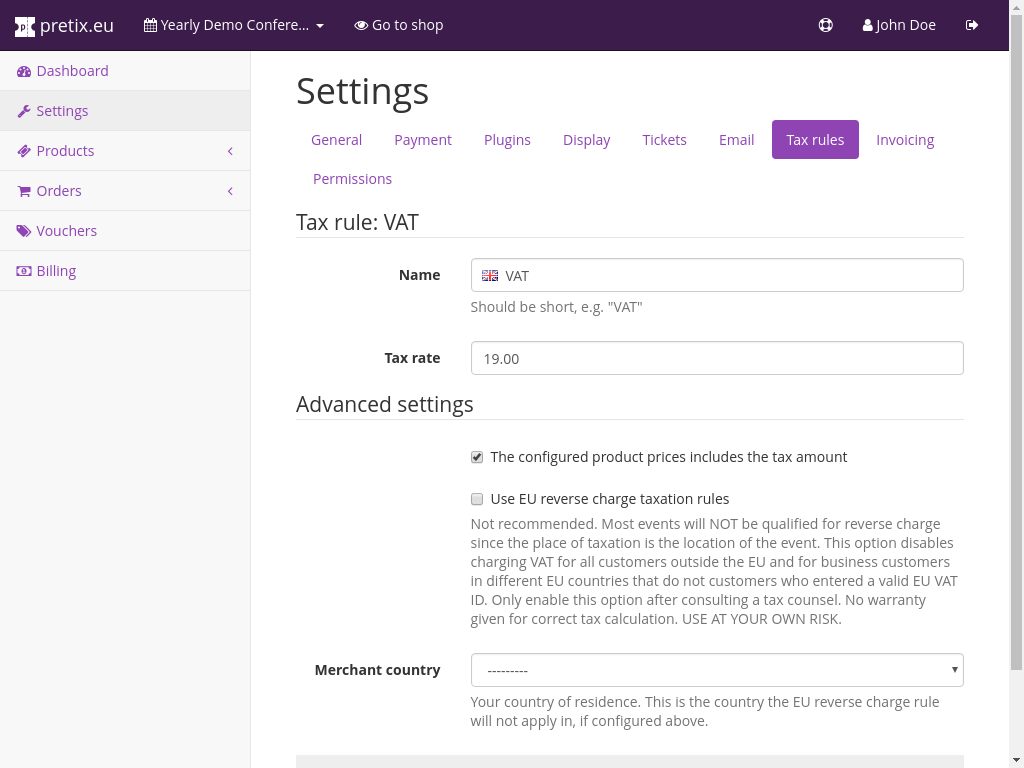 pretix.eu
Yearly Demo Confere...
Go to shop
John Doe
Dashboard
Settings
Products
Orders
Vouchers
Billing
Settings
General Payment Plugins Display Tickets Email Tax rules Invoicing
Permissions
Tax rule: VAT
Name
VAT
Should be short, e.g. "VAT"
Tax rate
19.00
Advanced settings
The configured product prices includes the tax amount
Use EU reverse charge taxation rules
Not recommended. Most events will NOT be qualified for reverse charge
since the place of taxation is the location of the event. This option disables
charging VAT for all customers outside the EU and for business customers
in different EU countries that do not customers who entered a valid EU VAT
ID. Only enable this option after consulting a tax counsel. No warranty
given for correct tax calculation. USE AT YOUR OWN RISK.
Merchant country
---------
Your country of residence. This is the country the EU reverse charge rule
will not apply in, if configured above.